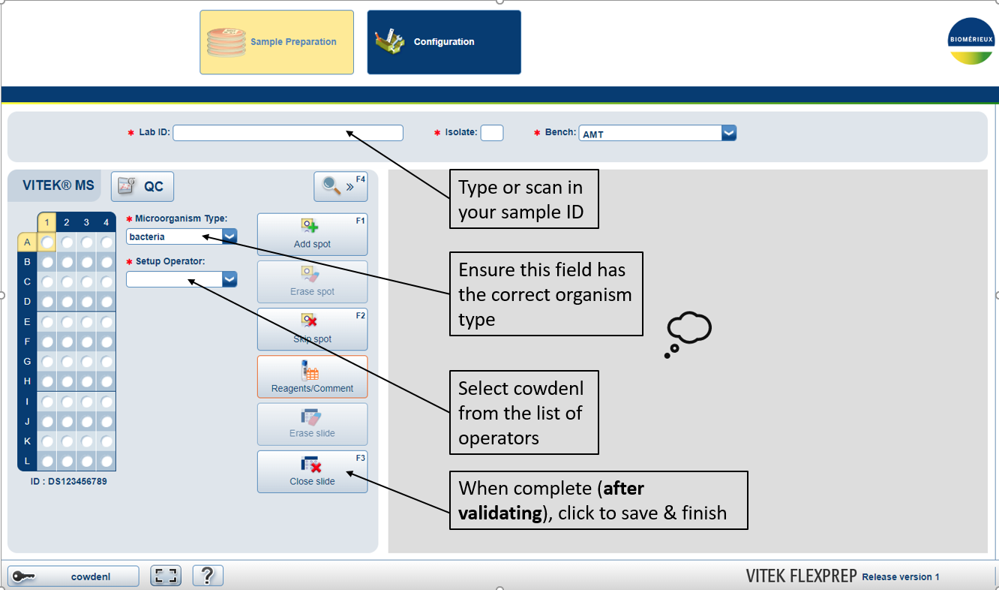 Sample Preparation
Configuration
BIOMÉRIEUX
* Lab ID:
* Isolate:
* Bench:
AMT
VITEK® MS
QC
F4
1 2 3 4
A
B
C
D
E
F
G
H
I
J
K
L
ID : DS123456789
* Microorganism Type:
bacteria
* Setup Operator:
F1
Add spot
Erase spot
F2
Skip spot
Reagents/Comment
Erase slide
F3
Close slide
Type or scan in
your sample ID
Ensure this field has
the correct organism
type
Select cowdenl
from the list of
operators
When complete (after
validating), click to save & finish
cowdenl
?
VITEK FLEXPREP Release version 1